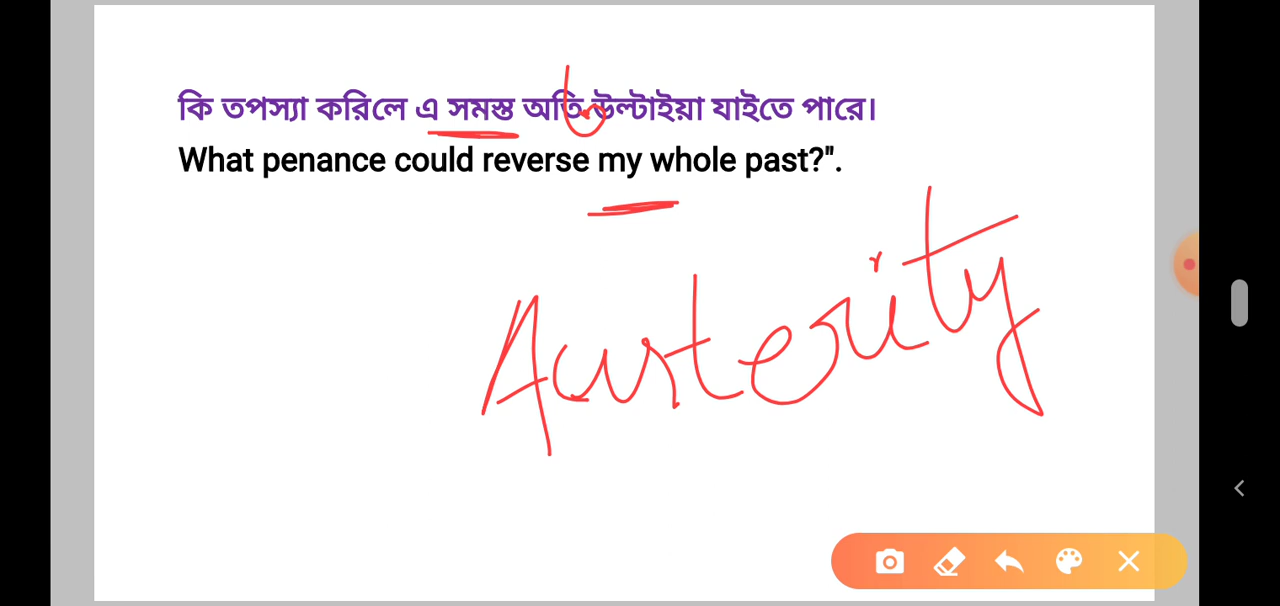 কি তপস্যা করিলে এ সমস্ত অতি উল্টাইয়া যাইতে পারে।
What penance could reverse my whole past?".
Austerity